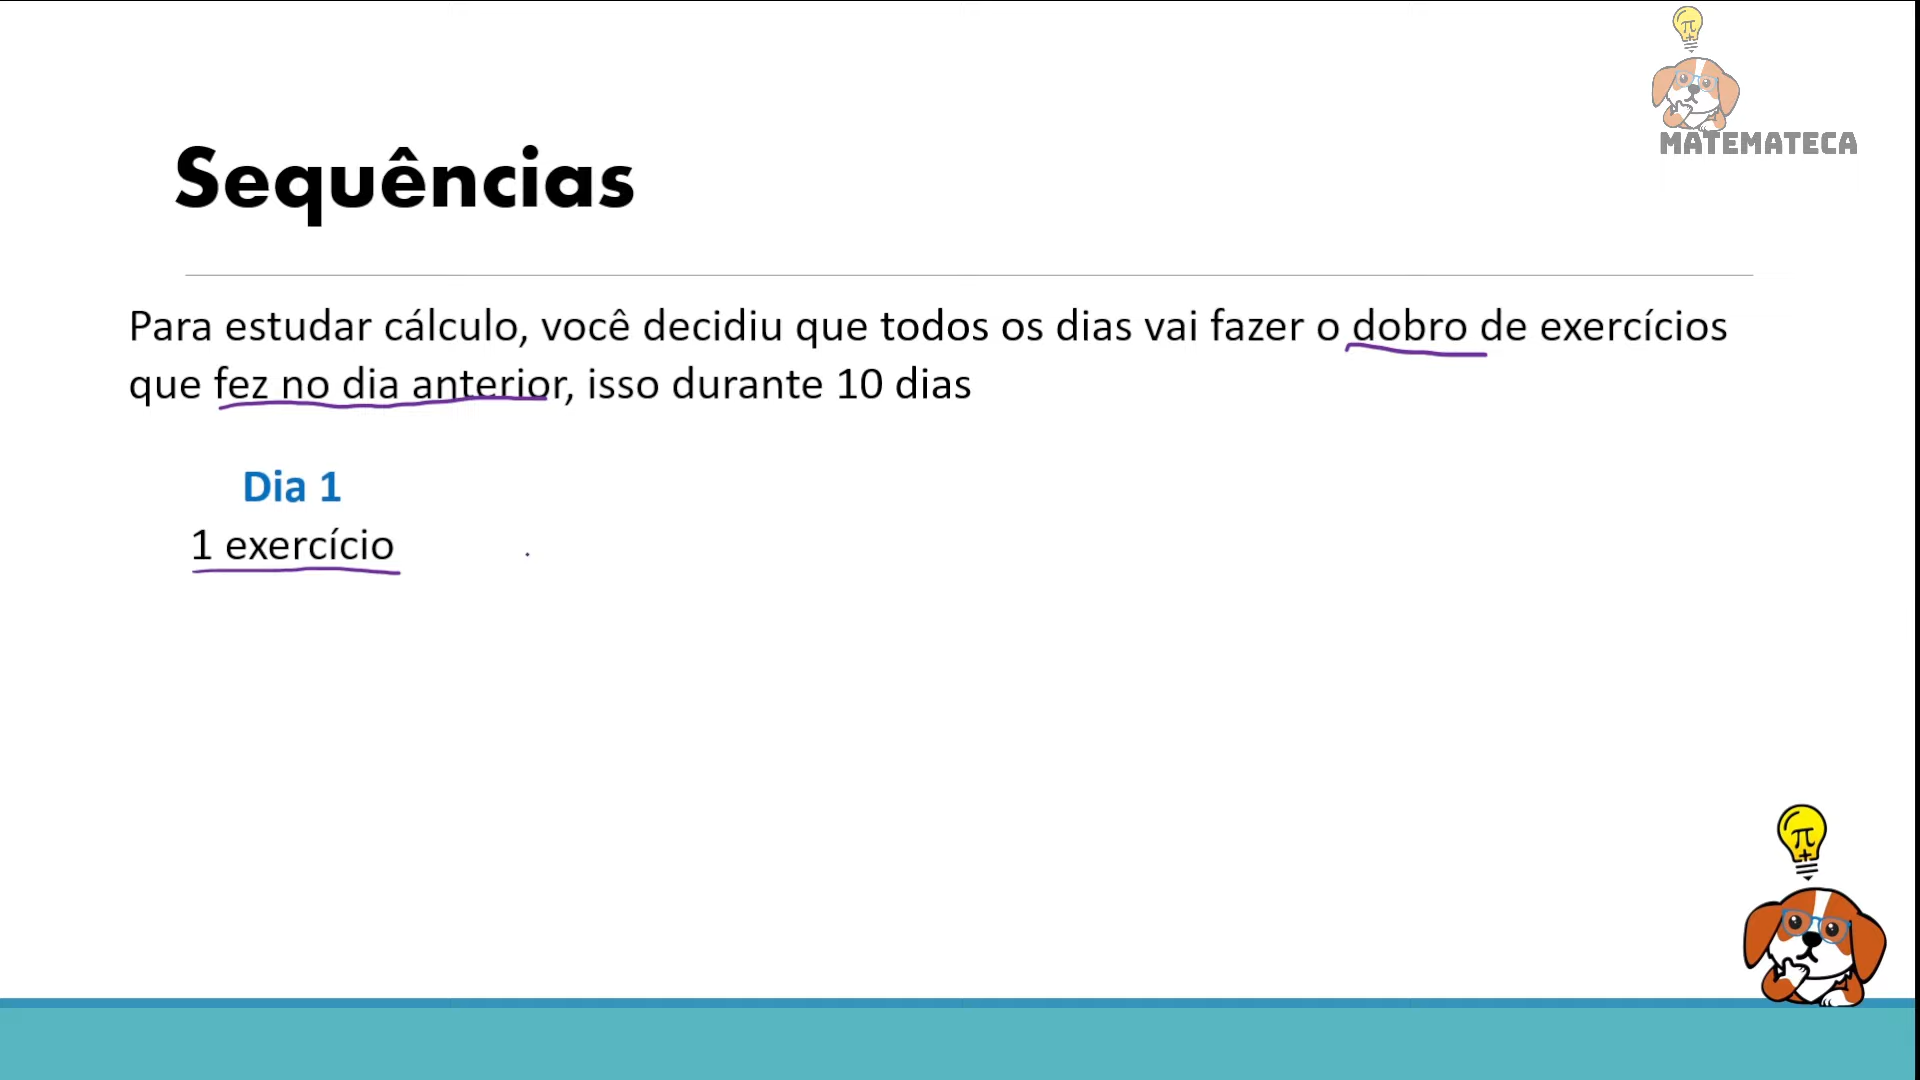 MATEMATECA
Sequências
Para estudar cálculo, você decidiu que todos os dias vai fazer o dobro de exercícios
que fez no dia anterior, isso durante 10 dias
Dia 1
1 exercício
π
π